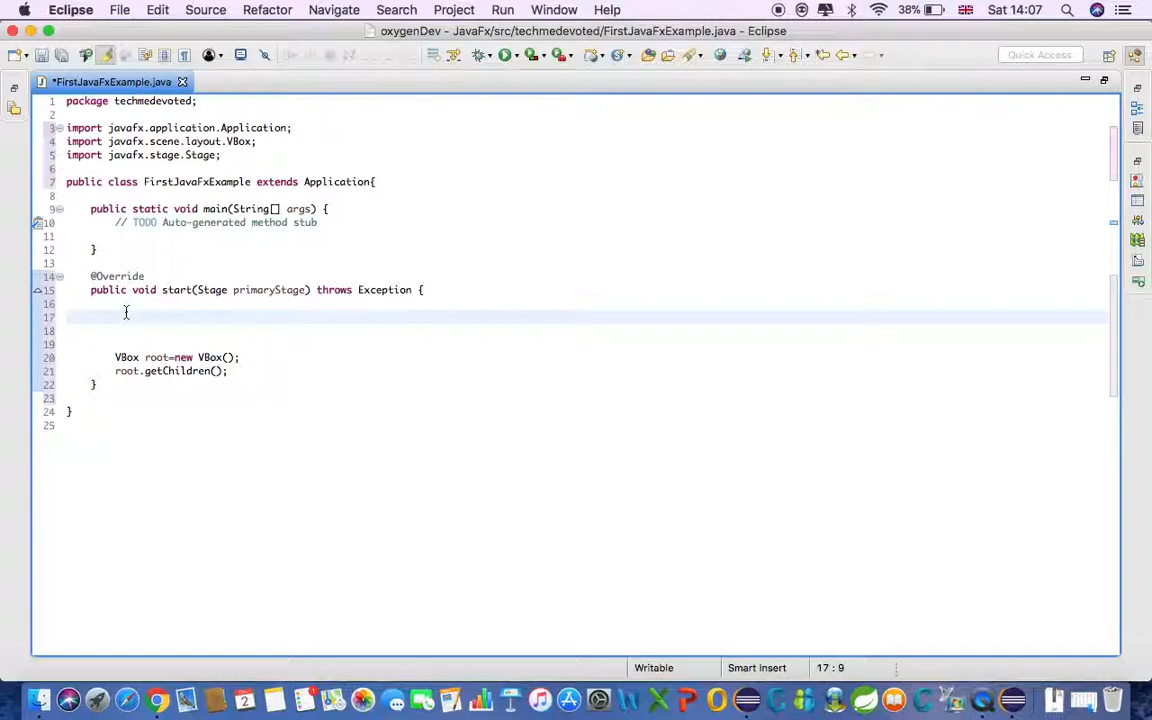 Eclipse File Edit Source Refactor Navigate Search Project Run Window Help 38% Sat 14:07
oxygenDev - JavaFx/src/techmedevoted/FirstJavaFxExample.java - Eclipse
Quick Access
*FirstJavaFxExample.java
1 package techmedevoted;
2
3 import javafx.application.Application;
4 import javafx.scene.layout.VBox;
5 import javafx.stage.Stage;
6
7 public class FirstJavaFxExample extends Application{
8
9 public static void main(String[] args) {
10 // TODO Auto-generated method stub
11
12 }
13
14 @Override
15 public void start(Stage primaryStage) throws Exception {
16
17
18
19
20 VBox root=new VBox();
21 root.getChildren();
22 }
23
24 }
25
Writable Smart Insert 17 : 9